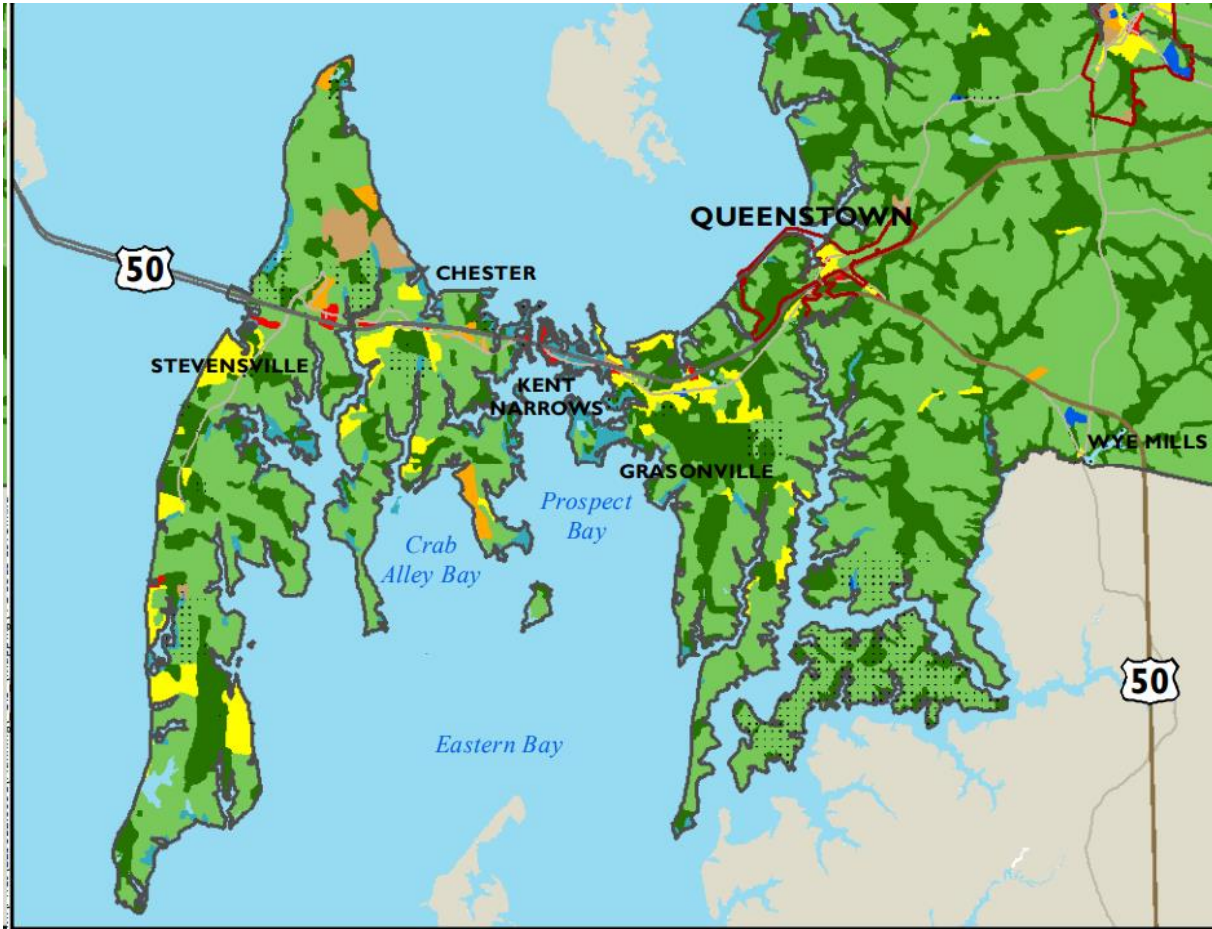 QUEENSTOWN
50
CHESTER
STEVENSVILLE
KENT
NARROWS
WYE MILLS
GRASONVILLE
Prospect
Bay
Crab
Alley Bay
50
Eastern Bay